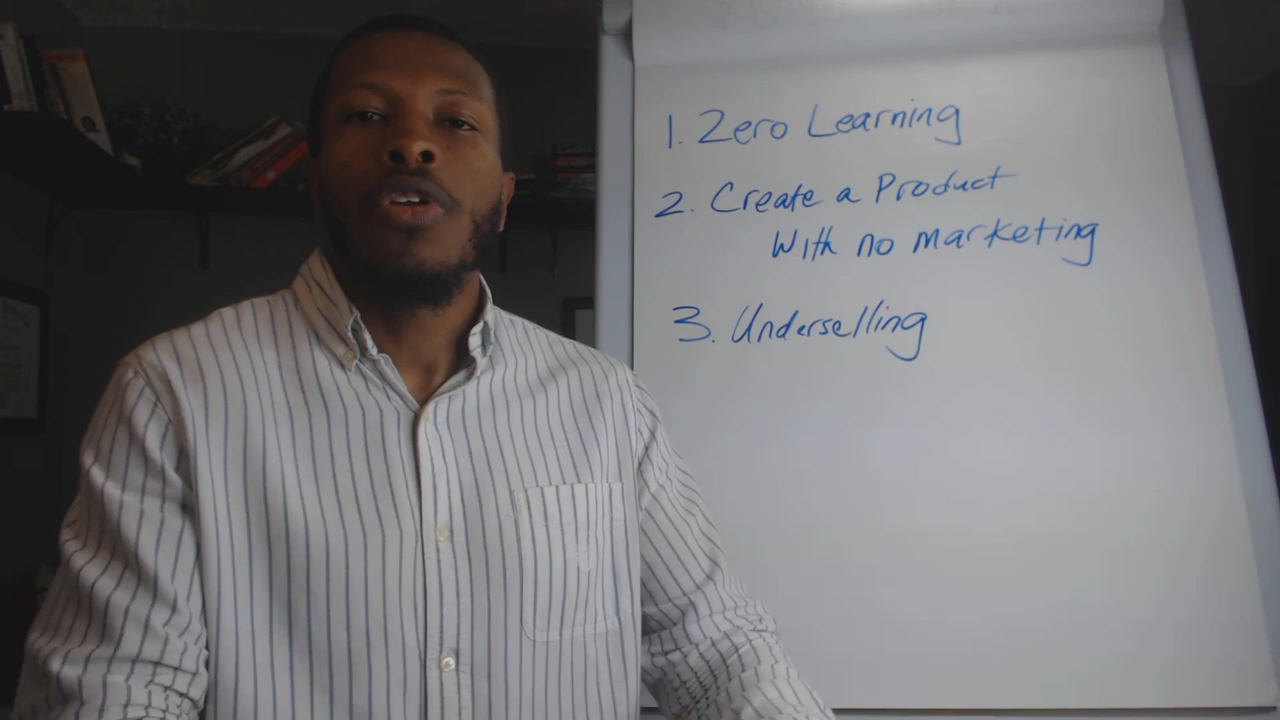 1. Zero Learning
2. Create a Product
With no marketing
3. Underselling